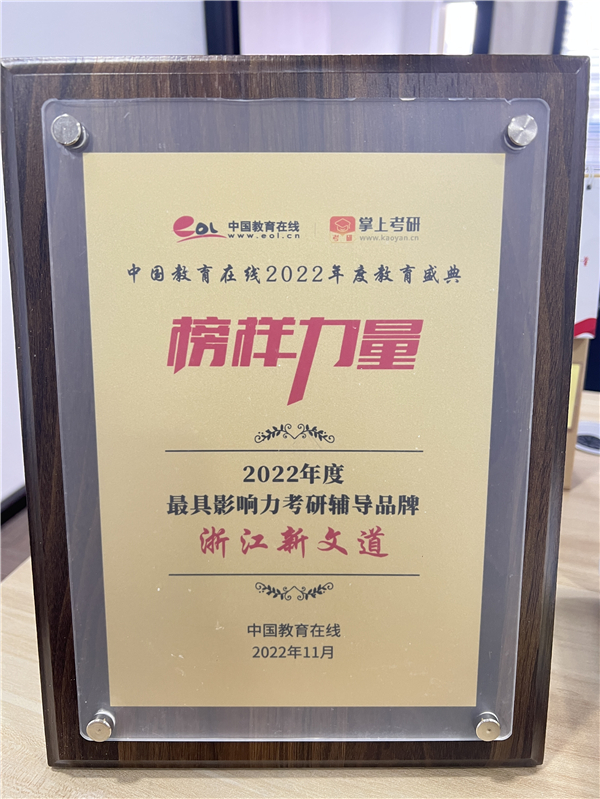 eol 中国教育在线 掌上考研
www.eol.cn www.kaoyan.cn
考研
中国教育在线2022年度教育盛典
榜样力量
2022年度
最具影响力考研辅导品牌
浙江新文道
中国教育在线
2022年11月